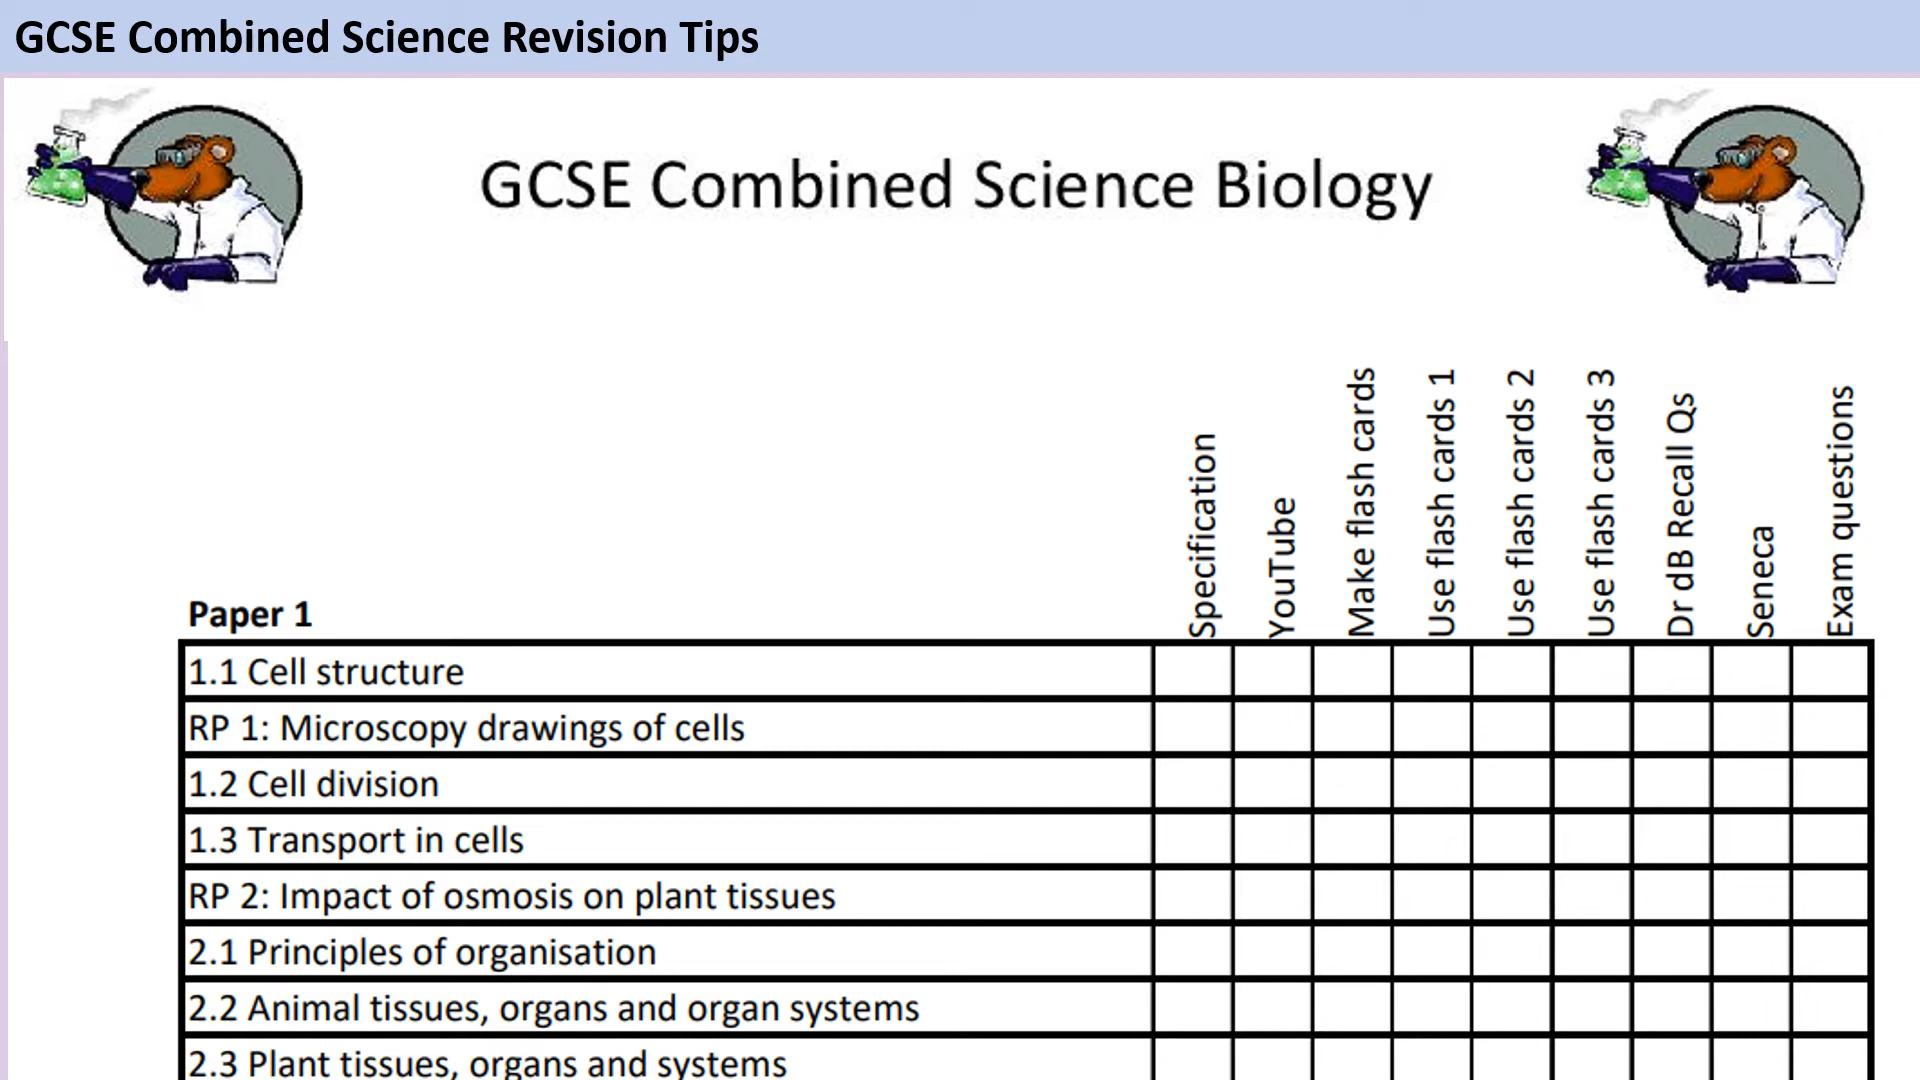 GCSE Combined Science Revision Tips
GCSE Combined Science Biology
Specification
YouTube
Make flash cards
Use flash cards 1
Use flash cards 2
Use flash cards 3
Dr dB Recall Qs
Seneca
Exam questions
Paper 1
1.1 Cell structure
RP 1: Microscopy drawings of cells
1.2 Cell division
1.3 Transport in cells
RP 2: Impact of osmosis on plant tissues
2.1 Principles of organisation
2.2 Animal tissues, organs and organ systems
2.3 Plant tissues, organs and systems